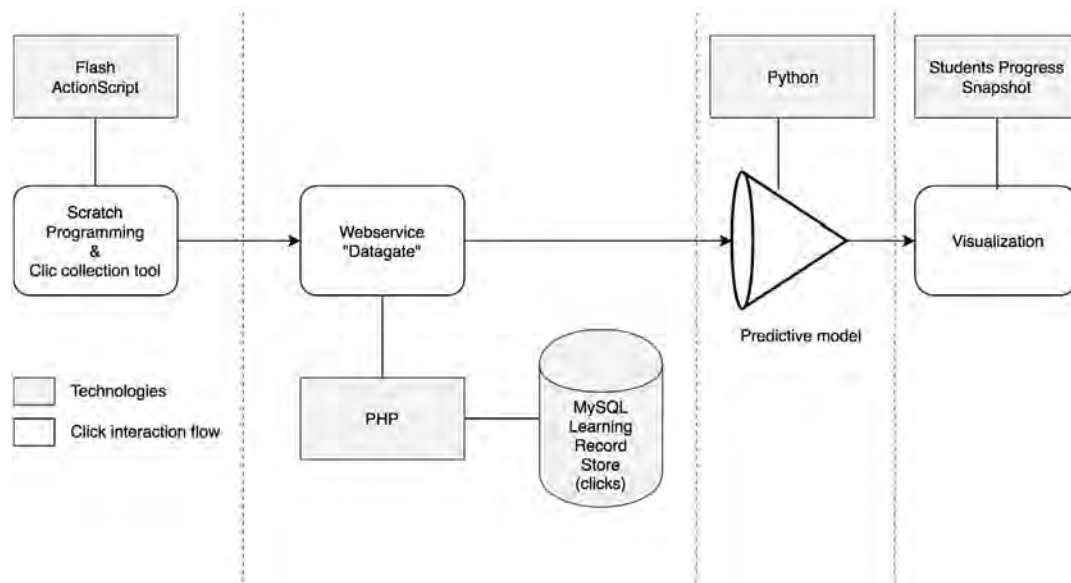 Flash
ActionScript
Python
Students Progress
Snapshot
Scratch
Programming
&
Clic collection tool
Webservice
"Datagate"
Visualization
Predictive model
Technologies
Click interaction flow
PHP
MySQL
Learning
Record
Store
(clicks)